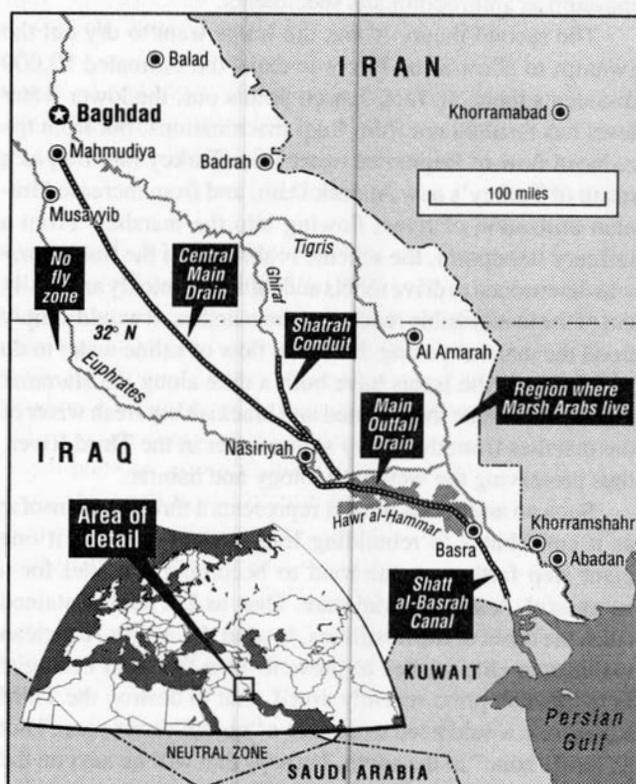 Balad
IRAN
Baghdad
Khorramabad
Mahmudiya
Badrah
100 miles
Musayyib
No
fly
zone
Central
Main
Drain
Tigris
Gharat
32° N
Shatrah
Conduit
Al Amarah
Euphrates
Main
Outfall
Drain
Region where
Marsh Arabs live
IRAQ
Nasiriyah
Area of
detail
Hawr al-Hammar
Khorramshahr
Basra
Abadan
Shatt
al-Basrah
Canal
KUWAIT
Persian
Gulf
NEUTRAL ZONE
SAUDI ARABIA